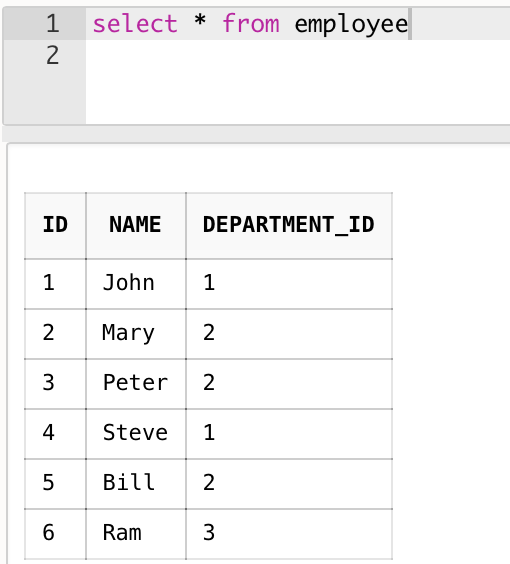 1 select * from employee
2
ID NAME DEPARTMENT_ID
1 John 1
2 Mary 2
3 Peter 2
4 Steve 1
5 Bill 2
6 Ram 3